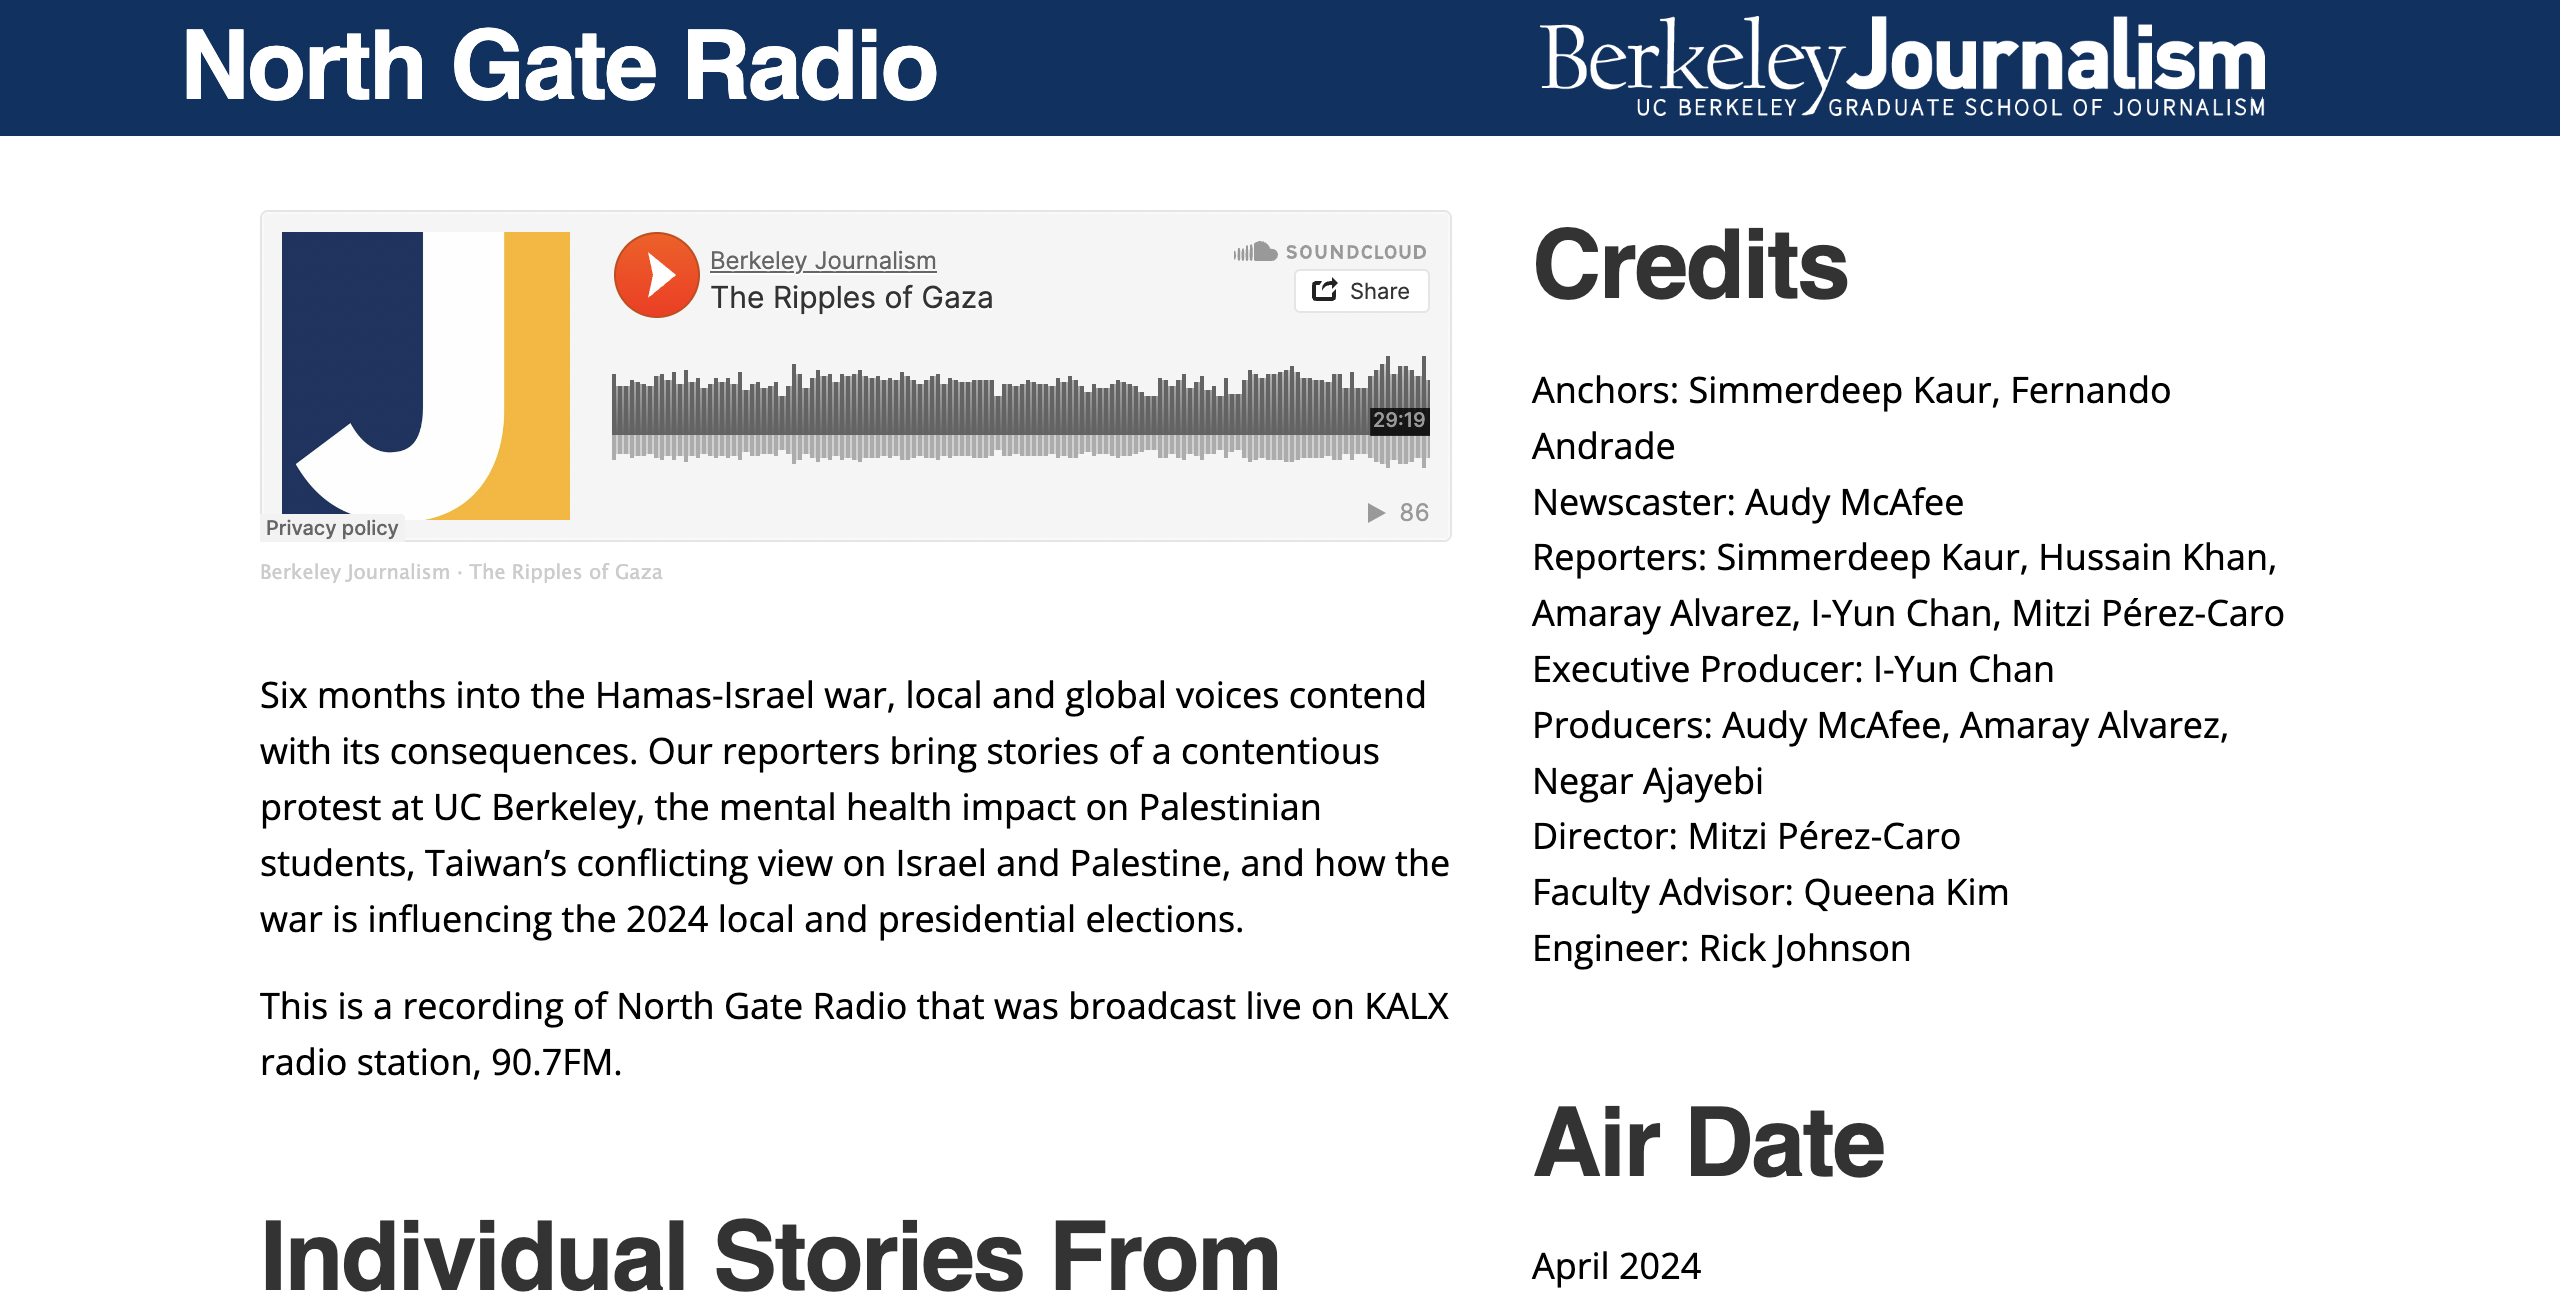 North Gate Radio
Berkeley Journalism
UC BERKELEY GRADUATE SCHOOL OF JOURNALISM
Berkeley Journalism
The Ripples of Gaza
SOUNDCLOUD
Share
29:19
86
Privacy policy
Berkeley Journalism · The Ripples of Gaza
Six months into the Hamas-Israel war, local and global voices contend
with its consequences. Our reporters bring stories of a contentious
protest at UC Berkeley, the mental health impact on Palestinian
students, Taiwan’s conflicting view on Israel and Palestine, and how the
war is influencing the 2024 local and presidential elections.
This is a recording of North Gate Radio that was broadcast live on KALX
radio station, 90.7FM.
Individual Stories From
Credits
Anchors: Simmerdeep Kaur, Fernando
Andrade
Newscaster: Audy McAfee
Reporters: Simmerdeep Kaur, Hussain Khan,
Amaray Alvarez, I-Yun Chan, Mitzi Pérez-Caro
Executive Producer: I-Yun Chan
Producers: Audy McAfee, Amaray Alvarez,
Negar Ajayebi
Director: Mitzi Pérez-Caro
Faculty Advisor: Queena Kim
Engineer: Rick Johnson
Air Date
April 2024